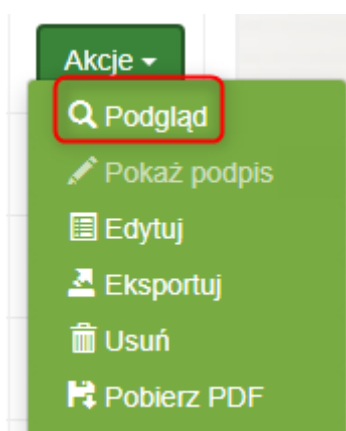 Akcje
Podgląd
Pokaż podpis
Edytuj
Eksportuj
Usuń
Pobierz PDF